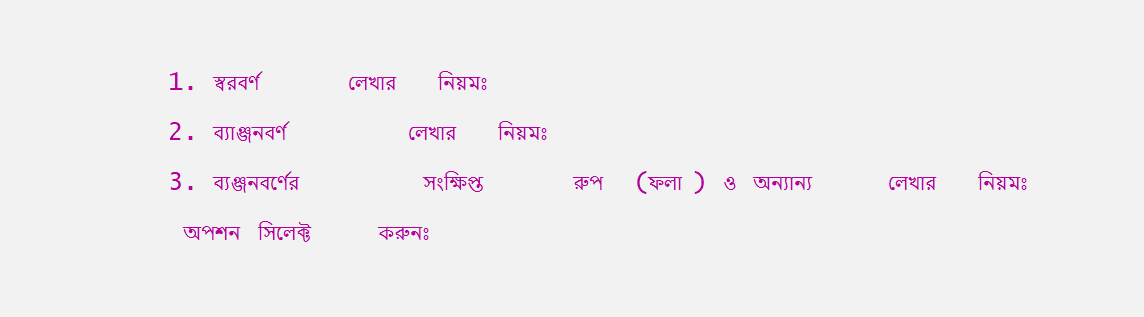 1. স্বরবর্ণ লেখার নিয়মঃ
2. ব্যাঞ্জনবর্ণ লেখার নিয়মঃ
3. ব্যঞ্জনবর্ণের সংক্ষিপ্ত রুপ (ফলা ) ও অন্যান্য লেখার নিয়মঃ
অপশন সিলেক্ট করুনঃ